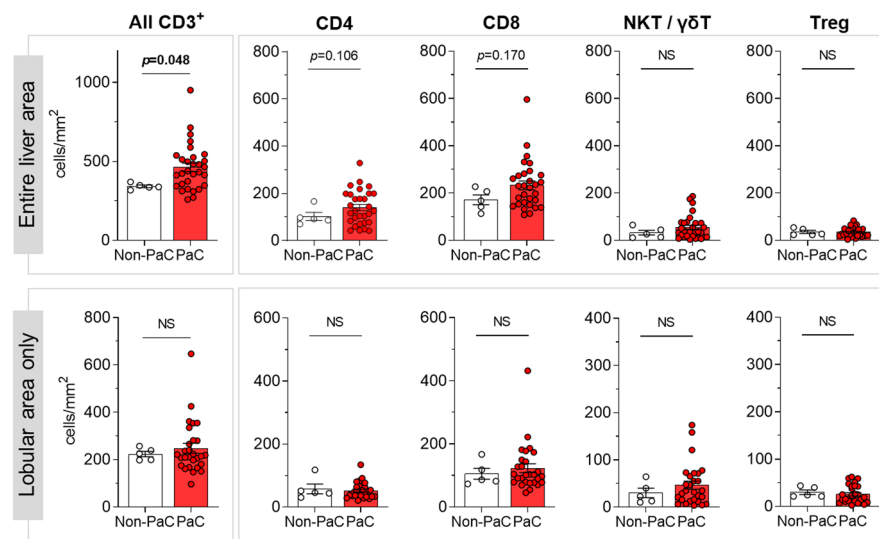 All CD3+
CD4
CD8
NKT / γδT
Treg
Entire liver area
cells/mm²
1000
500
0
p=0.048
Non-PaC PaC
800
600
400
200
0
p=0.106
Non-PaC PaC
800
600
400
200
0
p=0.170
Non-PaC PaC
800
600
400
200
0
NS
Non-PaC PaC
800
600
400
200
0
NS
Non-PaC PaC
Lobular area only
cells/mm²
800
600
400
200
0
NS
Non-PaC PaC
600
400
200
0
NS
Non-PaC PaC
600
400
200
0
NS
Non-PaC PaC
400
300
200
100
50
0
NS
Non-PaC PaC
400
300
200
100
50
0
NS
Non-PaC PaC